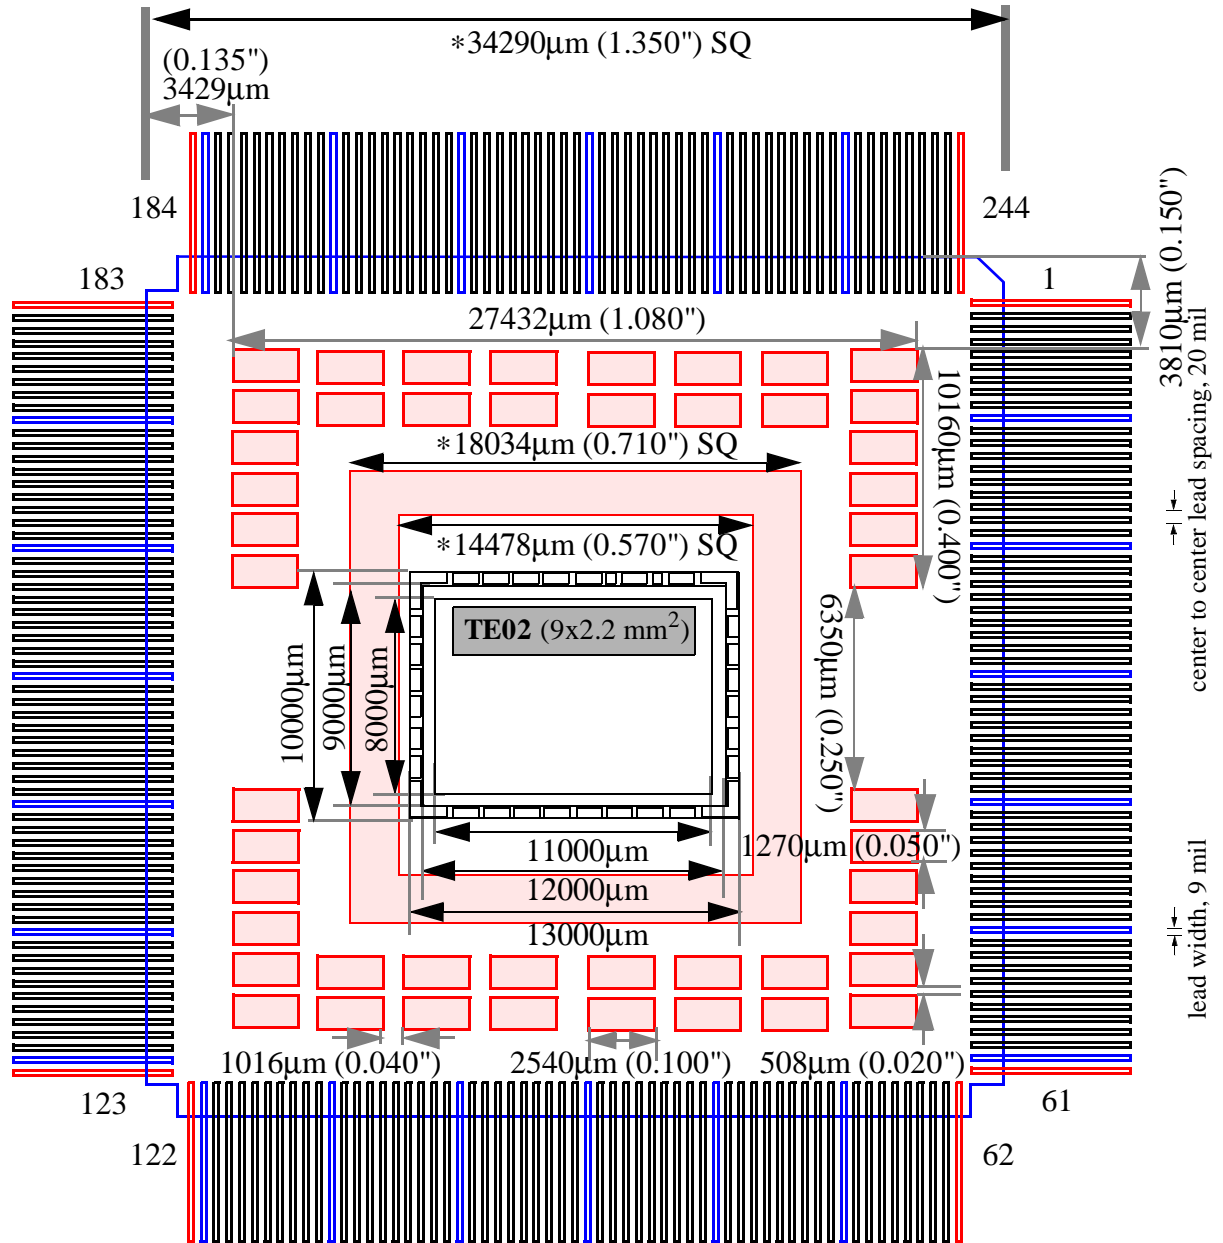 ∗34290μm (1.350") SQ
(0.135")
3429μm
184
244
183
1
3810μm (0.150")
center to center lead spacing, 20 mil
27432μm (1.080")
10160μm (0.400")
∗18034μm (0.710") SQ
∗14478μm (0.570") SQ
TE02 (9x2.2 mm²)
10000μm
9000μm
8000μm
6350μm (0.250")
11000μm
1270μm (0.050")
12000μm
13000μm
lead width, 9 mil
1016μm (0.040")
2540μm (0.100")
508μm (0.020")
123
61
122
62